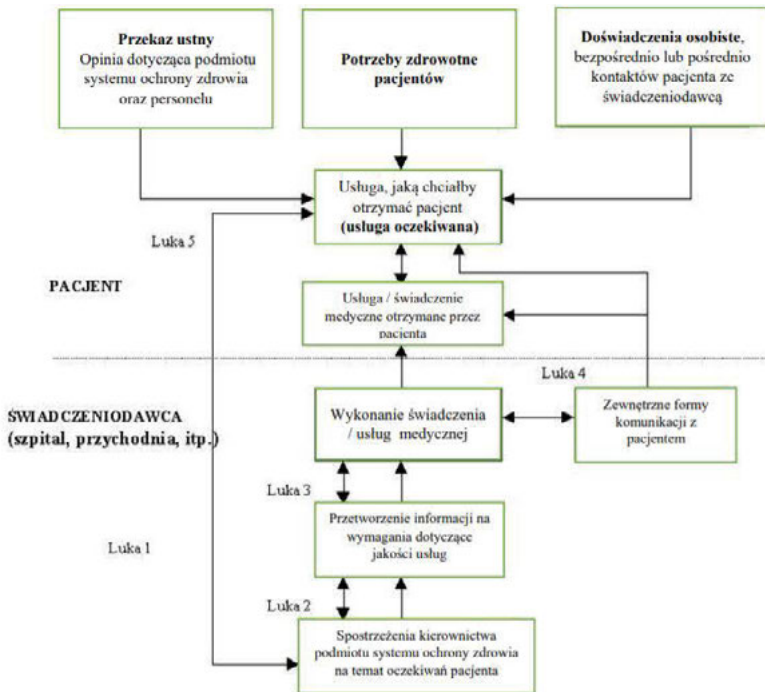 Przekaz ustny
Opinia dotycząca podmiotu
systemu ochrony zdrowia
oraz personelu
Potrzeby zdrowotne
pacjentów
Doświadczenia osobiste,
bezpośrednio lub pośrednio
kontaktów pacjenta ze
świadczeniodawcą
Usługa, jaką chciałby
otrzymać pacjent
(usługa oczekiwana)
Luka 5
PACJENT
Usługa / świadczenie
medyczne otrzymane przez
pacjenta
Luka 4
ŚWIADCZENIODAWCA
(szpital, przychodnia, itp.)
Wykonanie świadczenia
/ usług medycznej
Zewnętrzne formy
komunikacji z
pacjentem
Luka 3
Przetworzenie informacji na
wymagania dotyczące
jakości usług
Luka 1
Luka 2
Spostrzeżenia kierownictwa
podmiotu systemu ochrony zdrowia
na temat oczekiwań pacjenta